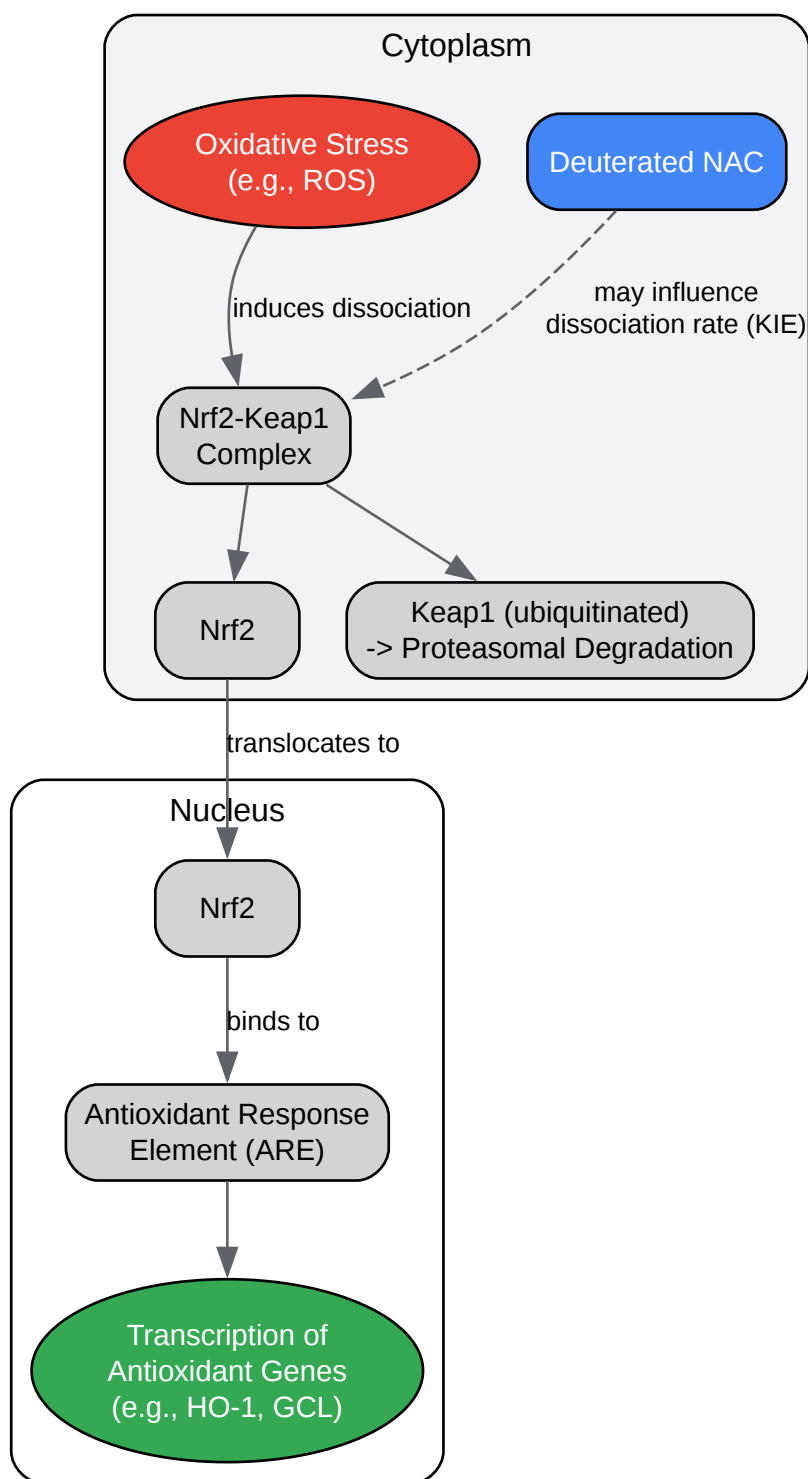 Cytoplasm
Oxidative Stress
(e.g., ROS)
Deuterated NAC
induces dissociation
may influence
dissociation rate (KIE)
Nrf2-Keap1
Complex
Nrf2
Keap1 (ubiquitinated)
-> Proteasomal Degradation
translocates to
Nucleus
Nrf2
binds to
Antioxidant Response
Element (ARE)
Transcription of
Antioxidant Genes
(e.g., HO-1, GCL)